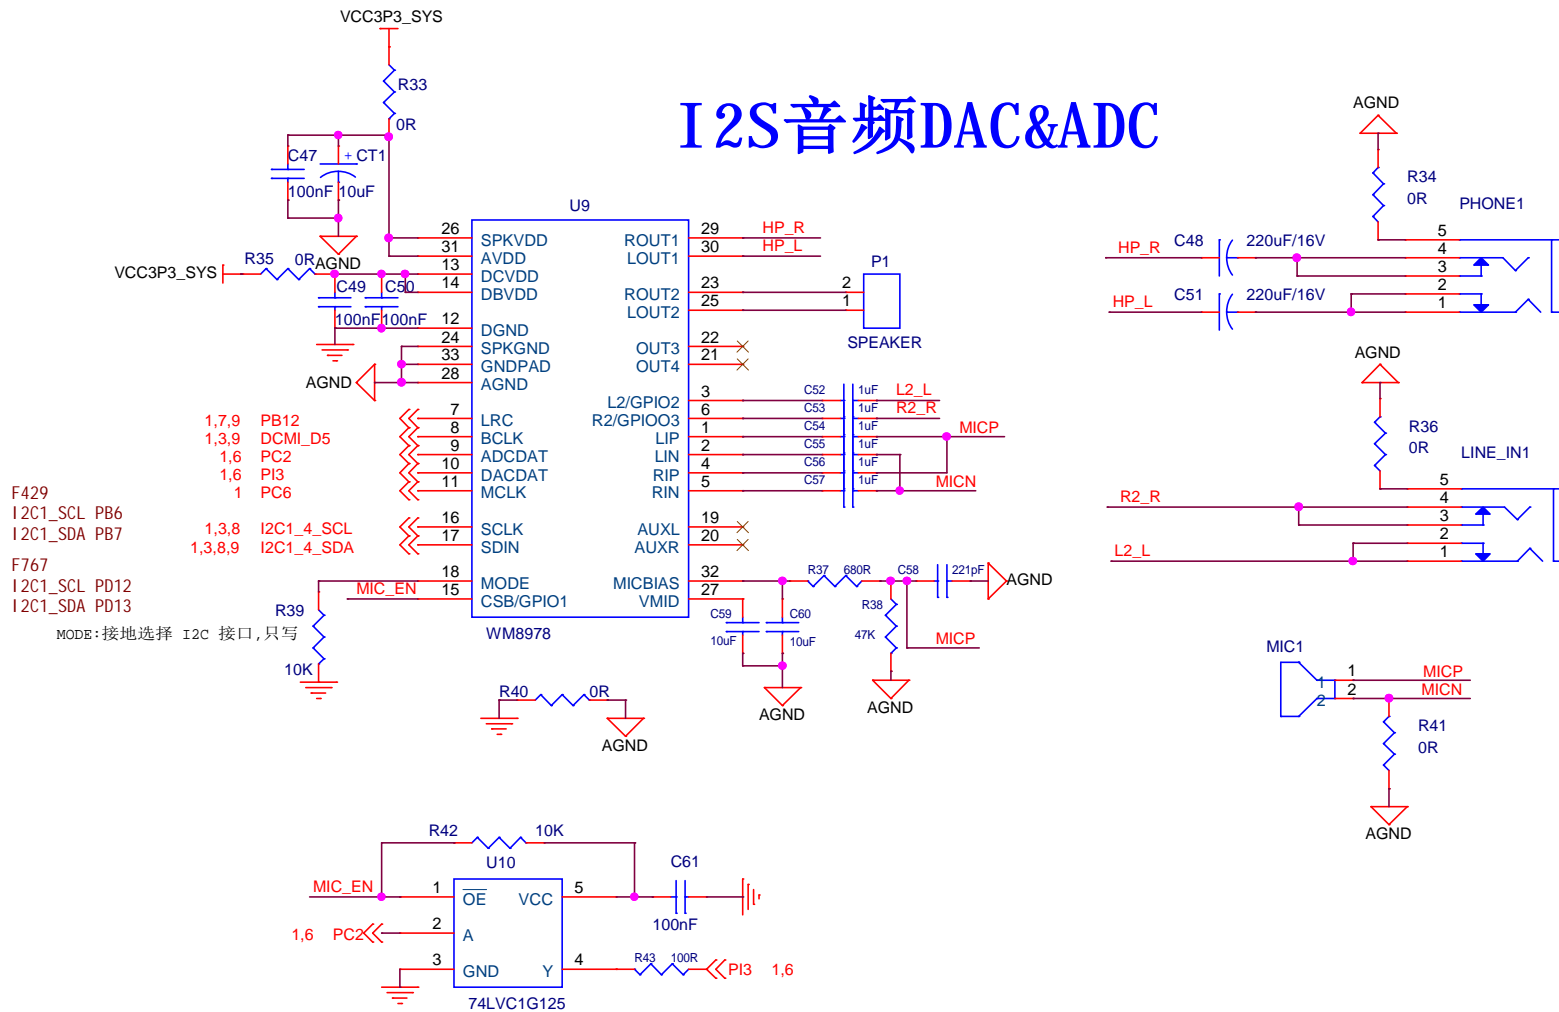 VCC3P3_SYS
R33
0R
I2S音频DAC&ADC
C47
+ CT1
100nF 10uF
AGND
R35 0R
VCC3P3_SYS
C49 C50
100nF 100nF
AGND
U9
26 SPKVDD
31 AVDD
13 DCVDD
14 DBVDD
12 DGND
24 SPKGND
33 GNDPAD
28 AGND
1,7,9 PB12 7 LRC
1,3,9 DCMI_D5 8 BCLK
1,6 PC2 9 ADCDAT
1,6 PI3 10 DACDAT
1 PC6 11 MCLK
1,3,8 I2C1_4_SCL 16 SCLK
1,3,8,9 I2C1_4_SDA 17 SDIN
18 MODE
MIC_EN 15 CSB/GPIO1
WM8978
F429
I2C1_SCL PB6
I2C1_SDA PB7
F767
I2C1_SCL PD12
I2C1_SDA PD13
MODE:接地选择 I2C 接口,只写
R39
10K
ROUT1 29 HP_R
LOUT1 30 HP_L
ROUT2 23 2
LOUT2 25 1
P1
SPEAKER
OUT3 22
OUT4 21
L2/GPIO2 3 C52 1uF L2_L
R2/GPIOO3 6 C53 1uF R2_R
LIP 1 C54 1uF MICP
LIN 2 C55 1uF
RIP 4 C56 1uF
RIN 5 C57 1uF MICN
AUXL 19
AUXR 20
MICBIAS 32 R37 680R C58 221pF AGND
VMID 27
C59 C60
10uF 10uF
R38
47K
MICP
AGND
AGND
R40 0R
AGND
AGND
R34
0R
PHONE1
HP_R C48 220uF/16V
HP_L C51 220uF/16V
5
4
3
2
1
AGND
R36
0R
LINE_IN1
R2_R
L2_L
5
4
3
2
1
MIC1
1 1 MICP
2 2 MICN
R41
0R
AGND
R42 10K
U10
C61
100nF
MIC_EN 1 OE VCC 5
1,6 PC2 2 A
3 GND Y 4 R43 100R PI3 1,6
74LVC1G125